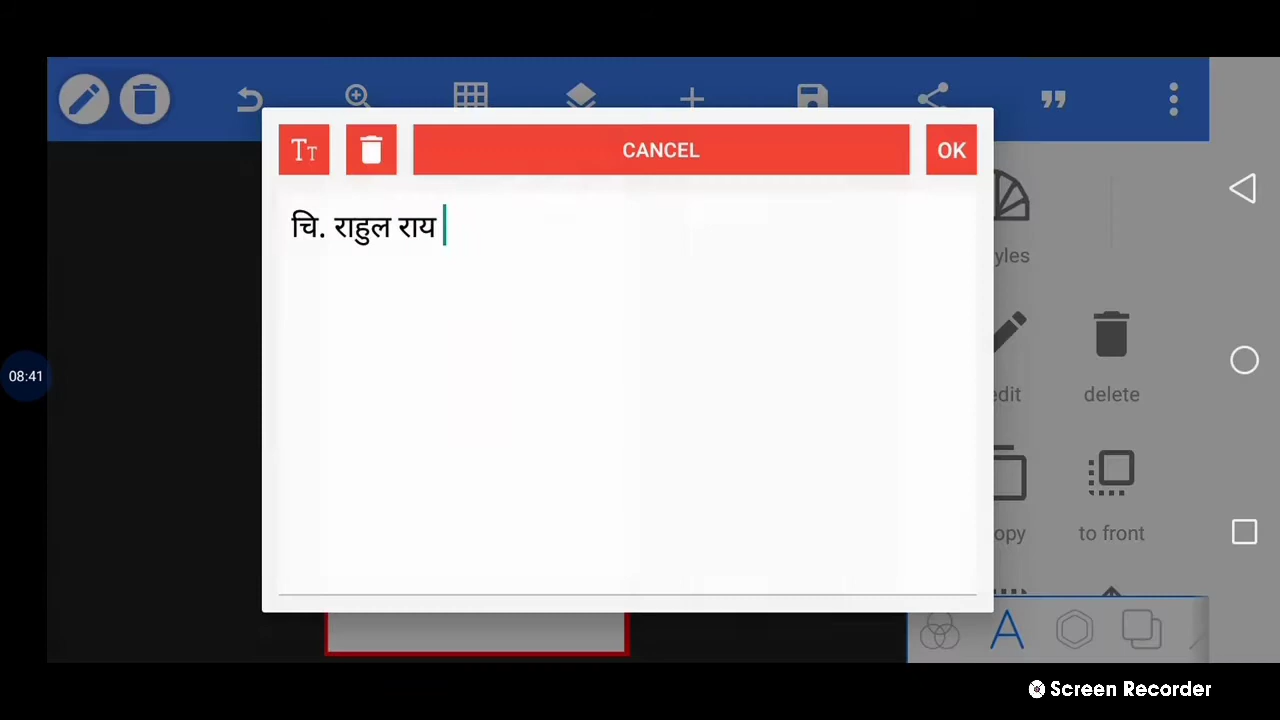 CANCEL
OK
चि. राहुल राय
yles
edit
delete
08:41
opy
to front
Screen Recorder